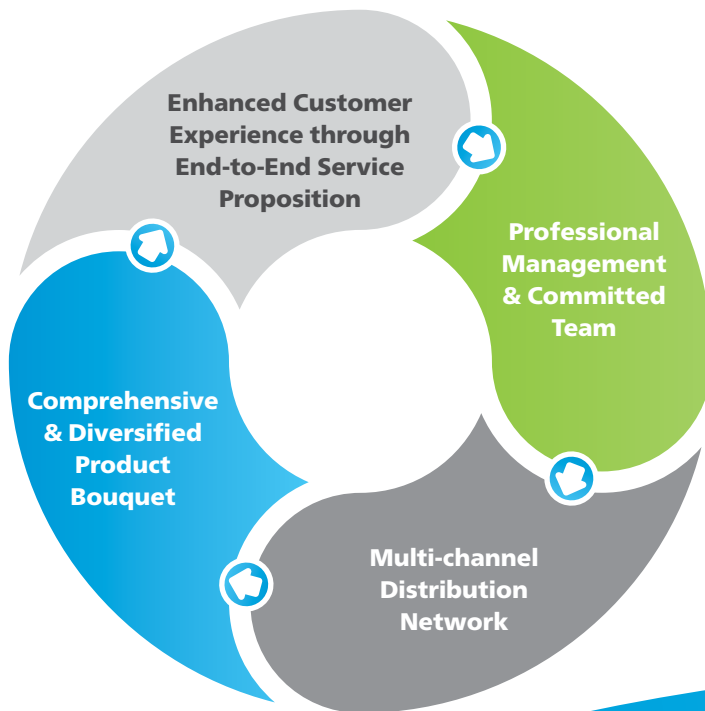 Enhanced Customer
Experience through
End-to-End Service
Proposition
Professional
Management
& Committed
Team
Comprehensive
& Diversified
Product
Bouquet
Multi-channel
Distribution
Network